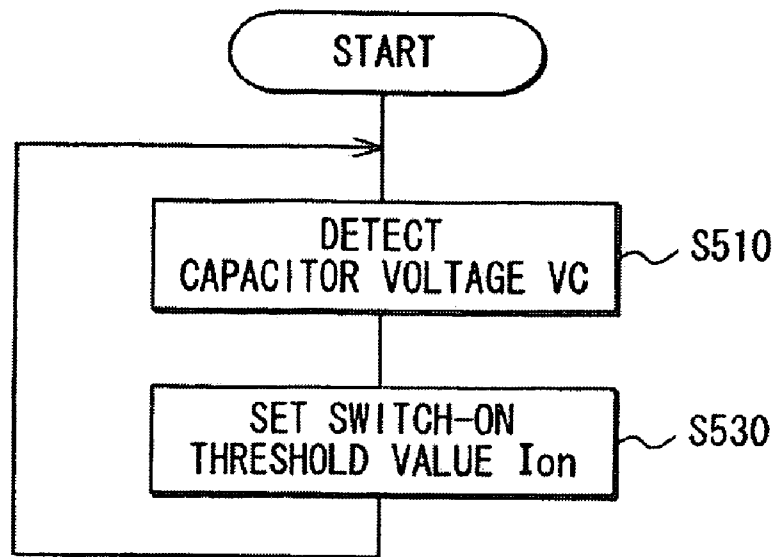 START
DETECT
CAPACITOR VOLTAGE VC
S510
SET SWITCH-ON
THRESHOLD VALUE Ion
S530